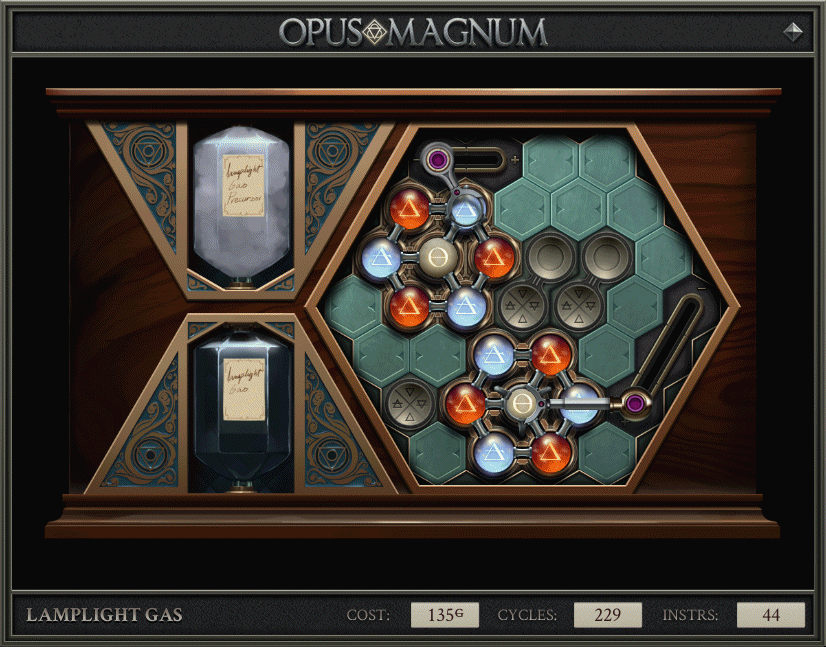 OPUS MAGNUM
Lamplight
Gas
Precursor
Lamplight
Gas
LAMPLIGHT GAS
COST:
135G
CYCLES:
229
INSTRS:
44